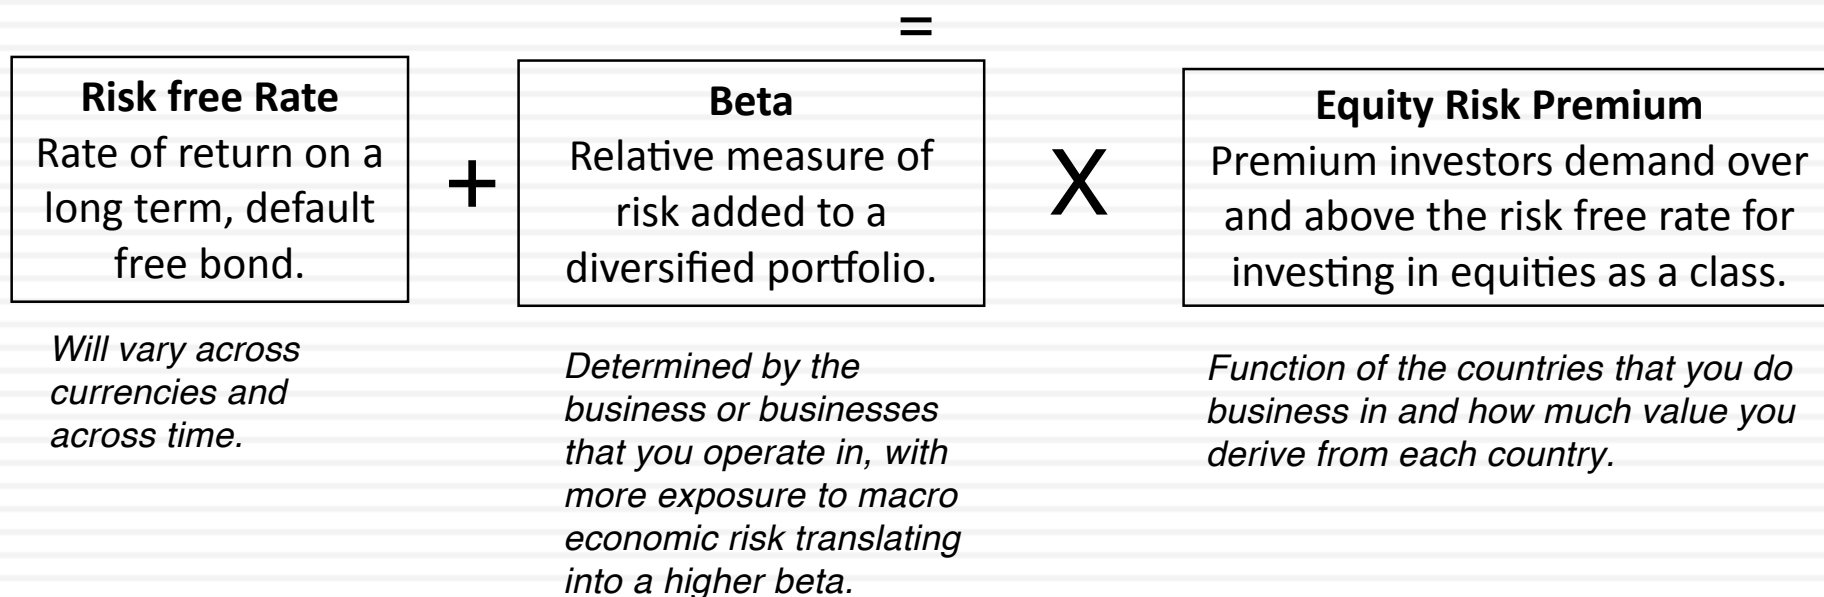 =
Risk free Rate
Rate of return on a
long term, default
free bond.
+
Beta
Relative measure of
risk added to a
diversified portfolio.
X
Equity Risk Premium
Premium investors demand over
and above the risk free rate for
investing in equities as a class.
Will vary across
currencies and
across time.
Determined by the
business or businesses
that you operate in, with
more exposure to macro
economic risk translating
into a higher beta.
Function of the countries that you do
business in and how much value you
derive from each country.